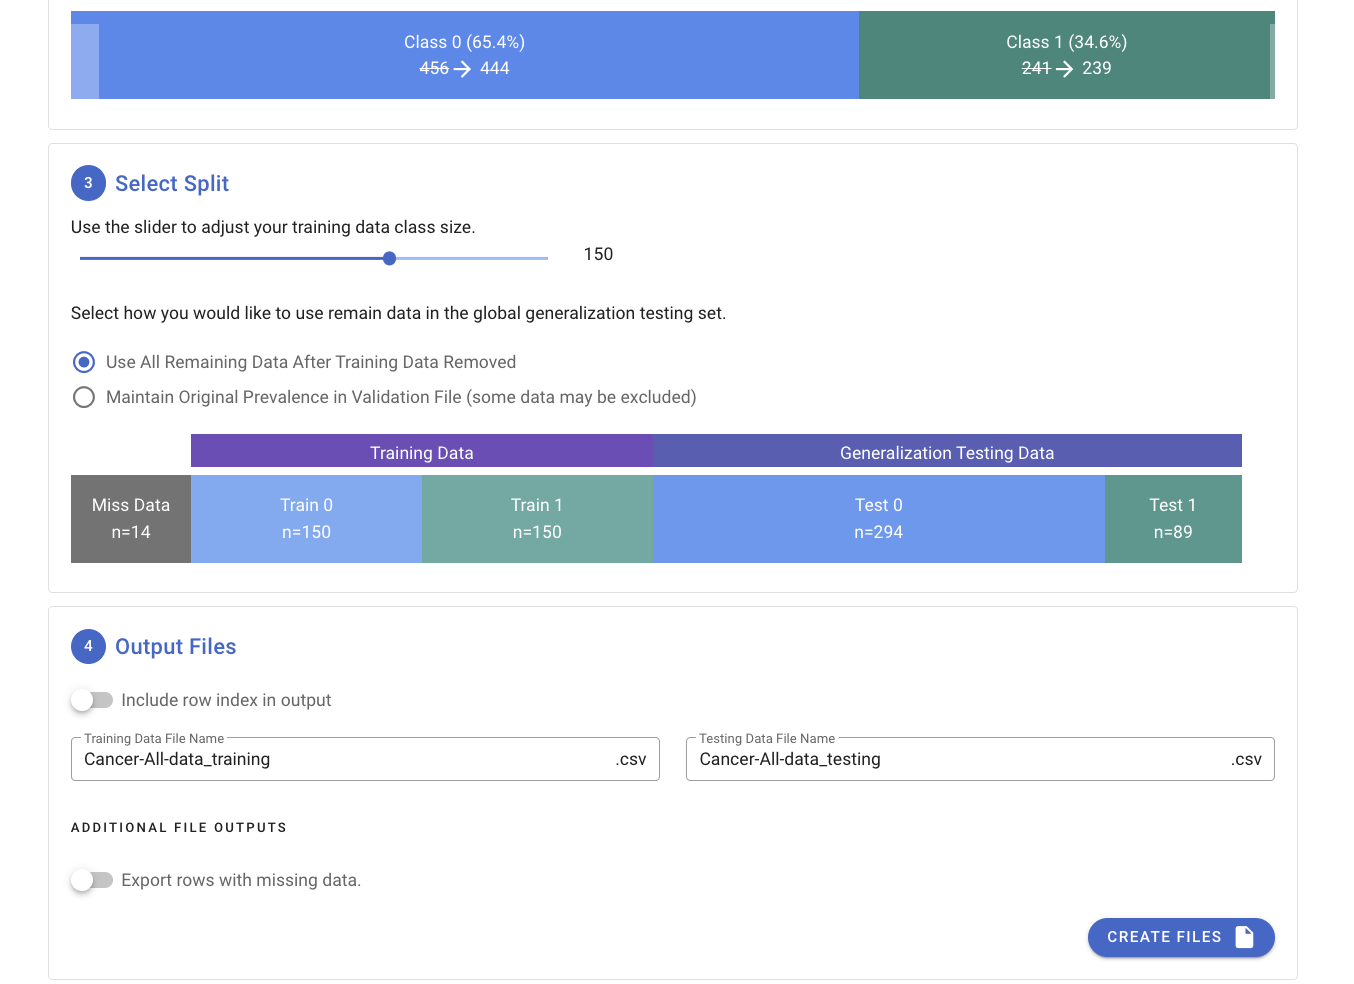 Class 0 (65.4%)
456 → 444
Class 1 (34.6%)
241 → 239
3 Select Split
Use the slider to adjust your training data class size.
150
Select how you would like to use remain data in the global generalization testing set.
Use All Remaining Data After Training Data Removed
Maintain Original Prevalence in Validation File (some data may be excluded)
Training Data
Generalization Testing Data
Miss Data
n=14
Train 0
n=150
Train 1
n=150
Test 0
n=294
Test 1
n=89
4 Output Files
Include row index in output
Training Data File Name
Cancer-All-data_training .csv
Testing Data File Name
Cancer-All-data_testing .csv
ADDITIONAL FILE OUTPUTS
Export rows with missing data.
CREATE FILES